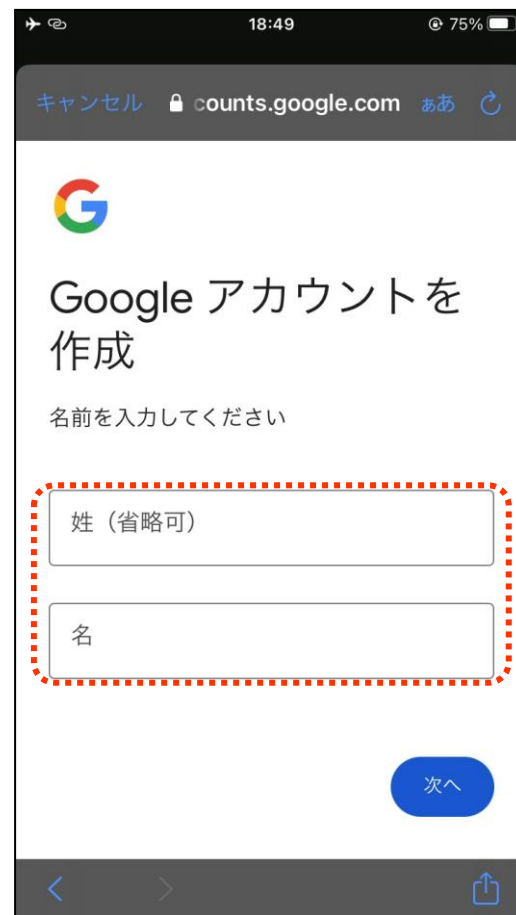 18:49 75%
キャンセル counts.google.com ぁあ
Google アカウントを
作成
名前を入力してください
姓（省略可）
名
次へ